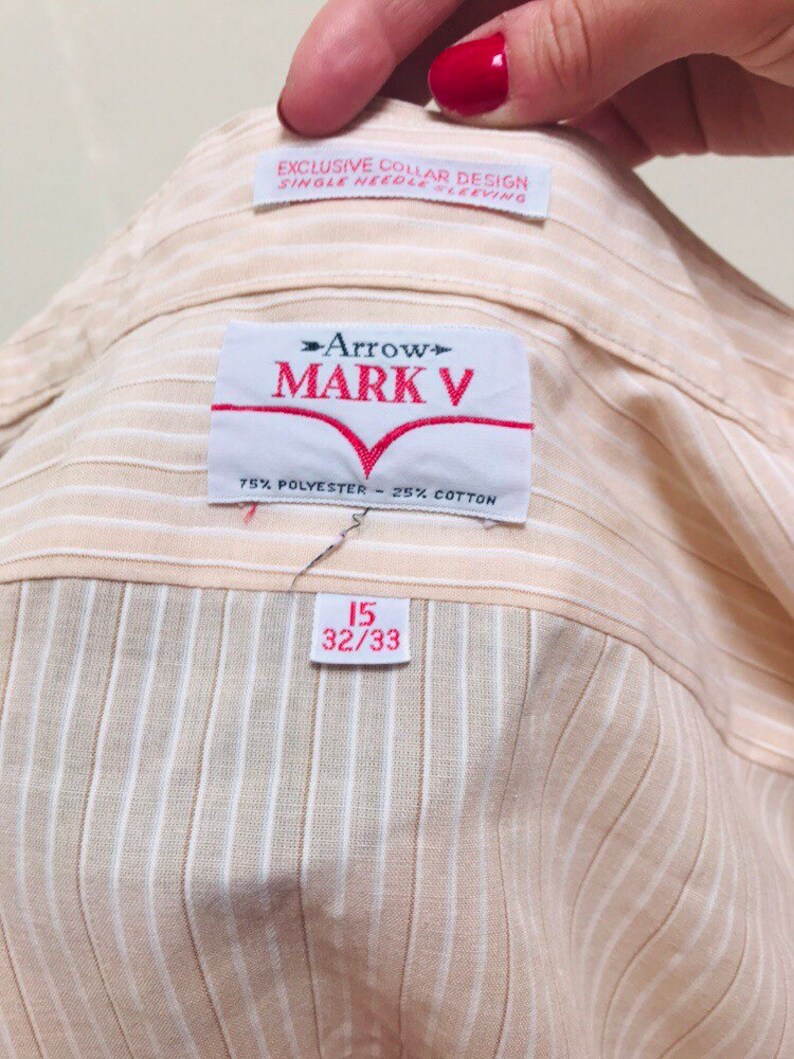 EXCLUSIVE COLLAR DESIGN
SINGLE NEEDLE SLEEVING
Arrow
MARK V
75% POLYESTER - 25% COTTON
15
32/33